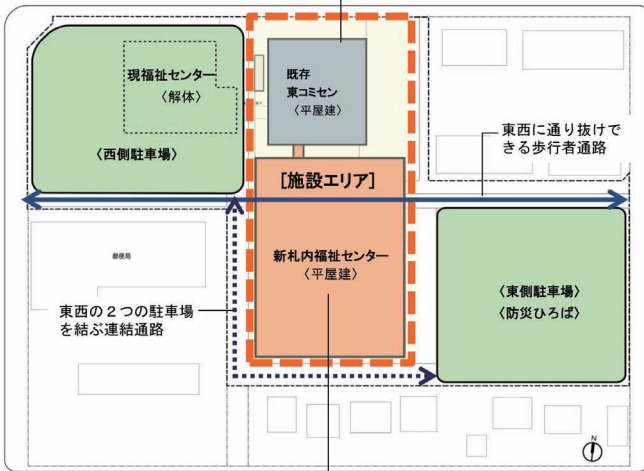 現福祉センター
〈解体〉
〈西側駐車場〉
既存
東コミセン
〈平屋建〉
東西に通り抜けで
きる歩行者通路
[施設エリア]
新札内福祉センター
〈平屋建〉
郵便局
東西の２つの駐車場
を結ぶ連結通路
〈東側駐車場〉
〈防災ひろば〉
N